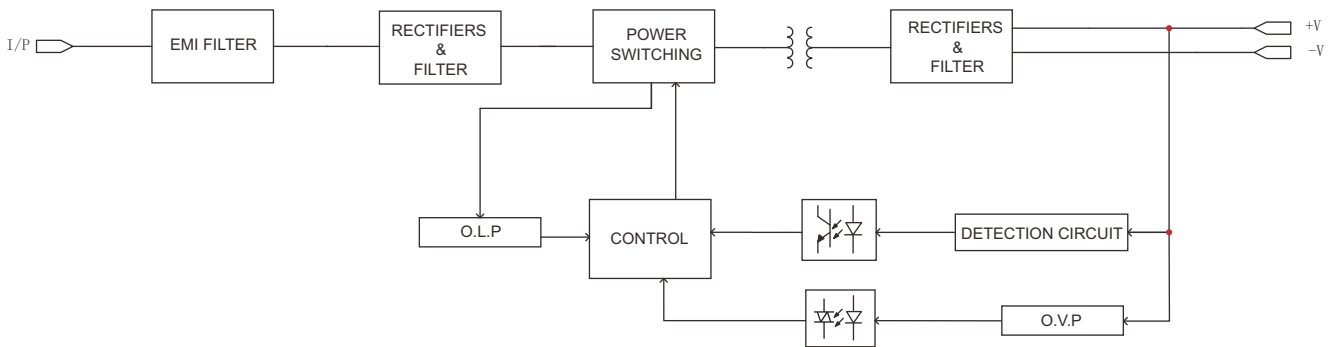 I/P
EMI FILTER
RECTIFIERS
&
FILTER
POWER
SWITCHING
RECTIFIERS
&
FILTER
+V
-V
O.L.P
CONTROL
DETECTION CIRCUIT
O.V.P